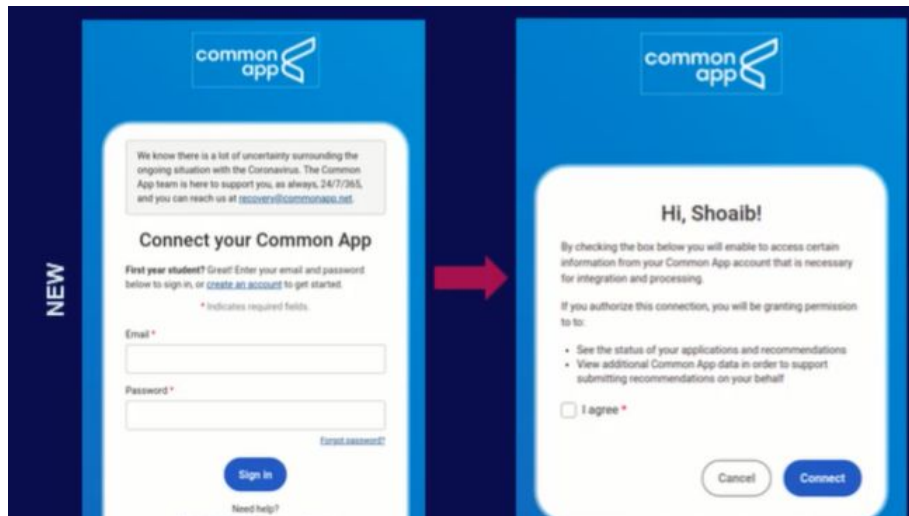 NEW
common
app
We know there is a lot of uncertainty surrounding the
ongoing situation with the Coronavirus. The Common
App team is here to support you, as always, 24/7/365,
and you can reach us at recovery@commonapp.net.
Connect your Common App
First year student? Great! Enter your email and password
below to sign in, or create an account to get started.
* Indicates required fields.
Email *
Password *
Forgot password?
Sign in
Need help?
common
app
Hi, Shoaib!
By checking the box below you will enable to access certain
information from your Common App account that is necessary
for integration and processing.
If you authorize this connection, you will be granting permission
to to:
• See the status of your applications and recommendations
• View additional Common App data in order to support
submitting recommendations on your behalf
I agree *
Cancel
Connect